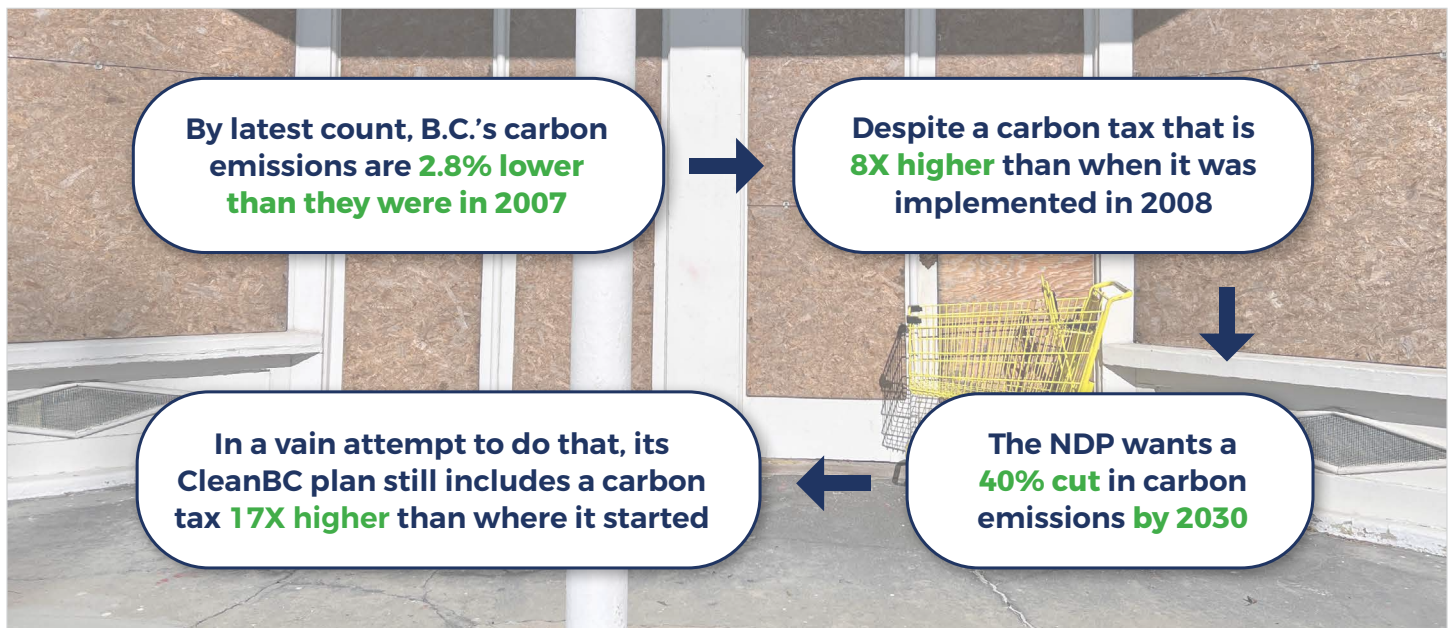 By latest count, B.C.'s carbon
emissions are 2.8% lower
than they were in 2007
Despite a carbon tax that is
8X higher than when it was
implemented in 2008
The NDP wants a
40% cut in carbon
emissions by 2030
In a vain attempt to do that, its
CleanBC plan still includes a carbon
tax 17X higher than where it started